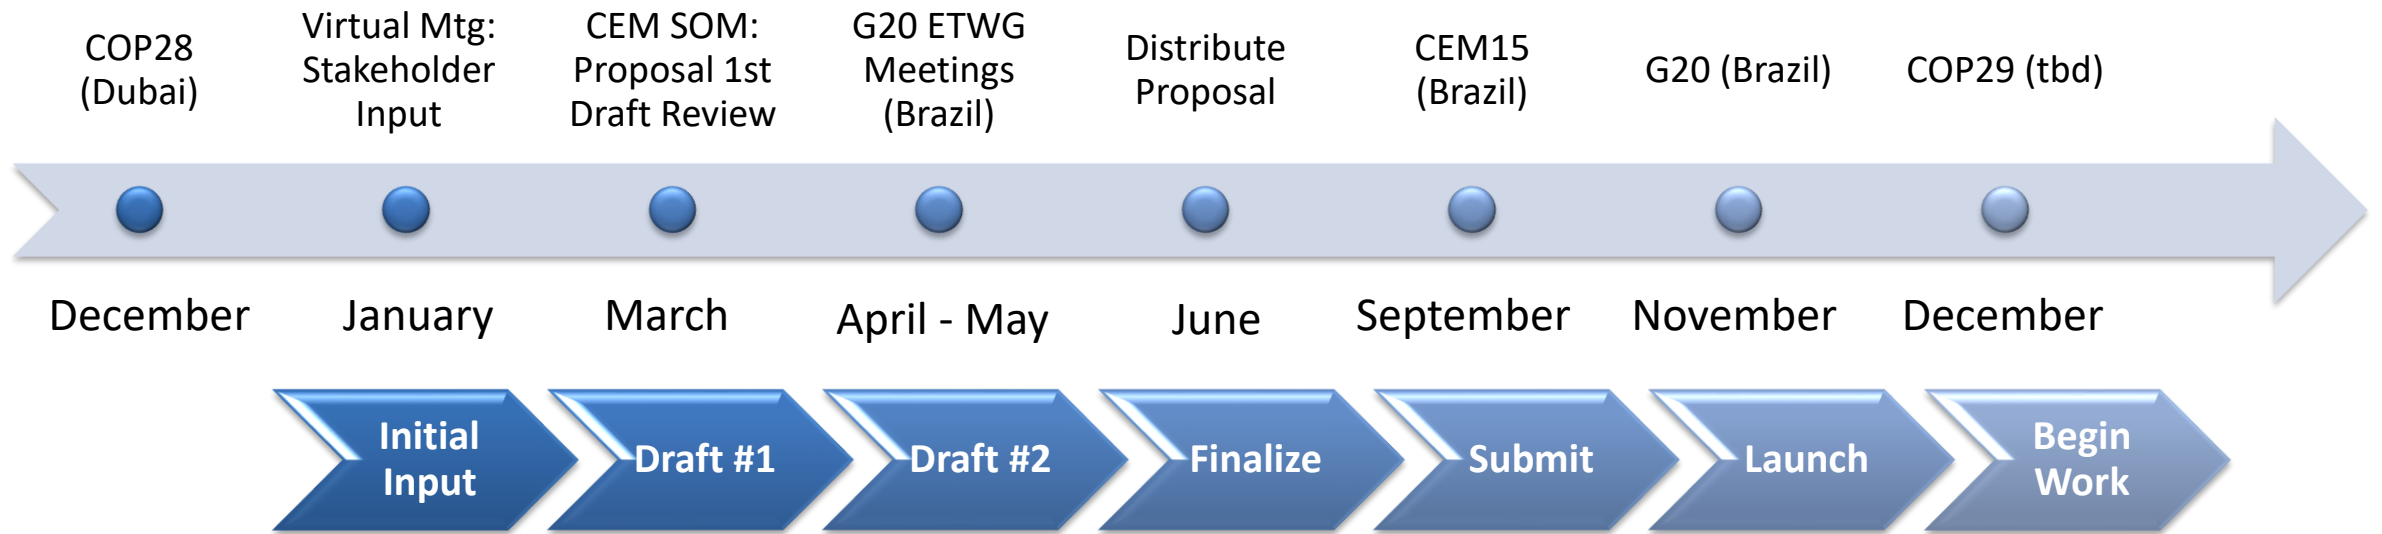 COP28
(Dubai)
Virtual Mtg:
Stakeholder
Input
CEM SOM:
Proposal 1st
Draft Review
G20 ETWG
Meetings
(Brazil)
Distribute
Proposal
CEM15
(Brazil)
G20 (Brazil)
COP29 (tbd)
December
January
March
April - May
June
September
November
December
Initial
Input
Draft #1
Draft #2
Finalize
Submit
Launch
Begin
Work